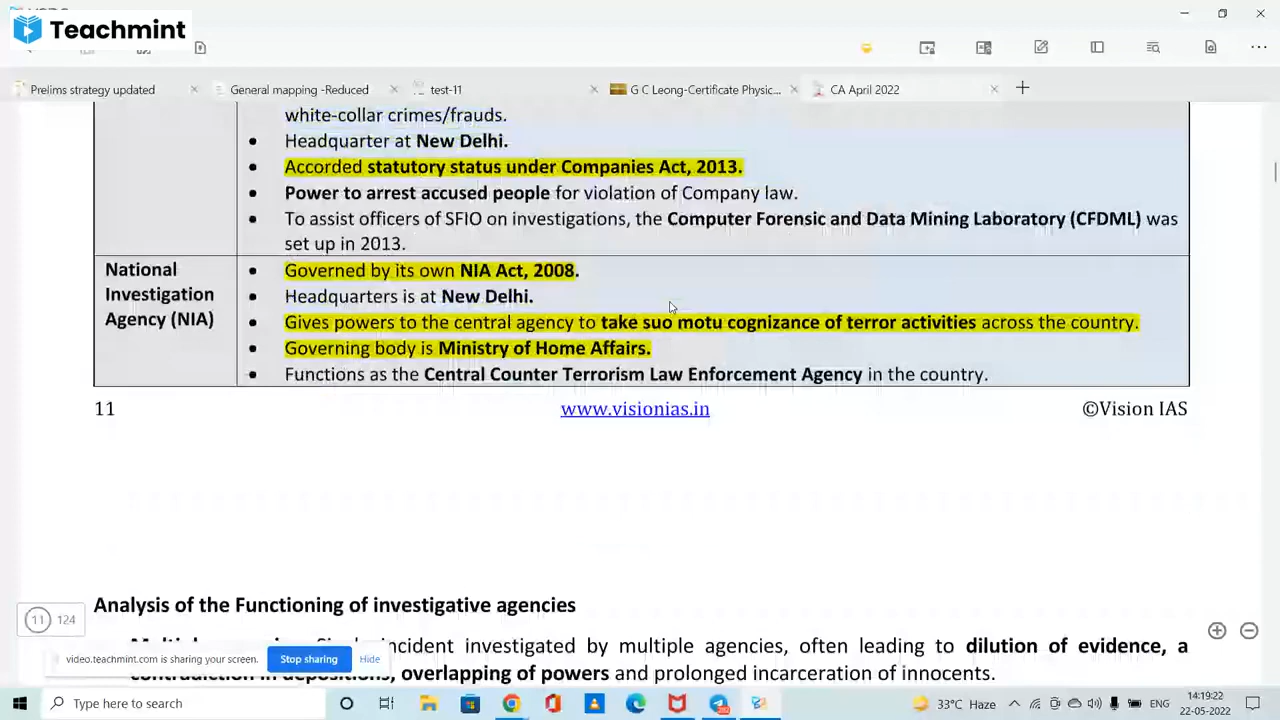 Teachmint
Prelims strategy updated
General mapping -Reduced
test-11
G C Leong-Certificate Physic...
CA April 2022
white-collar crimes/frauds.
• Headquarter at New Delhi.
• Accorded statutory status under Companies Act, 2013.
• Power to arrest accused people for violation of Company law.
• To assist officers of SFIO on investigations, the Computer Forensic and Data Mining Laboratory (CFDML) was
set up in 2013.
National
Investigation
Agency (NIA)
• Governed by its own NIA Act, 2008.
• Headquarters is at New Delhi.
• Gives powers to the central agency to take suo motu cognizance of terror activities across the country.
• Governing body is Ministry of Home Affairs.
• Functions as the Central Counter Terrorism Law Enforcement Agency in the country.
11 www.visionias.in ©Vision IAS
Analysis of the Functioning of investigative agencies
11 124
incident investigated by multiple agencies, often leading to dilution of evidence, a
video.teachmint.com is sharing your screen. Stop sharing Hide
overlapping of powers and prolonged incarceration of innocents.
Type here to search
33°C Haze
ENG
14:19:22
22-05-2022